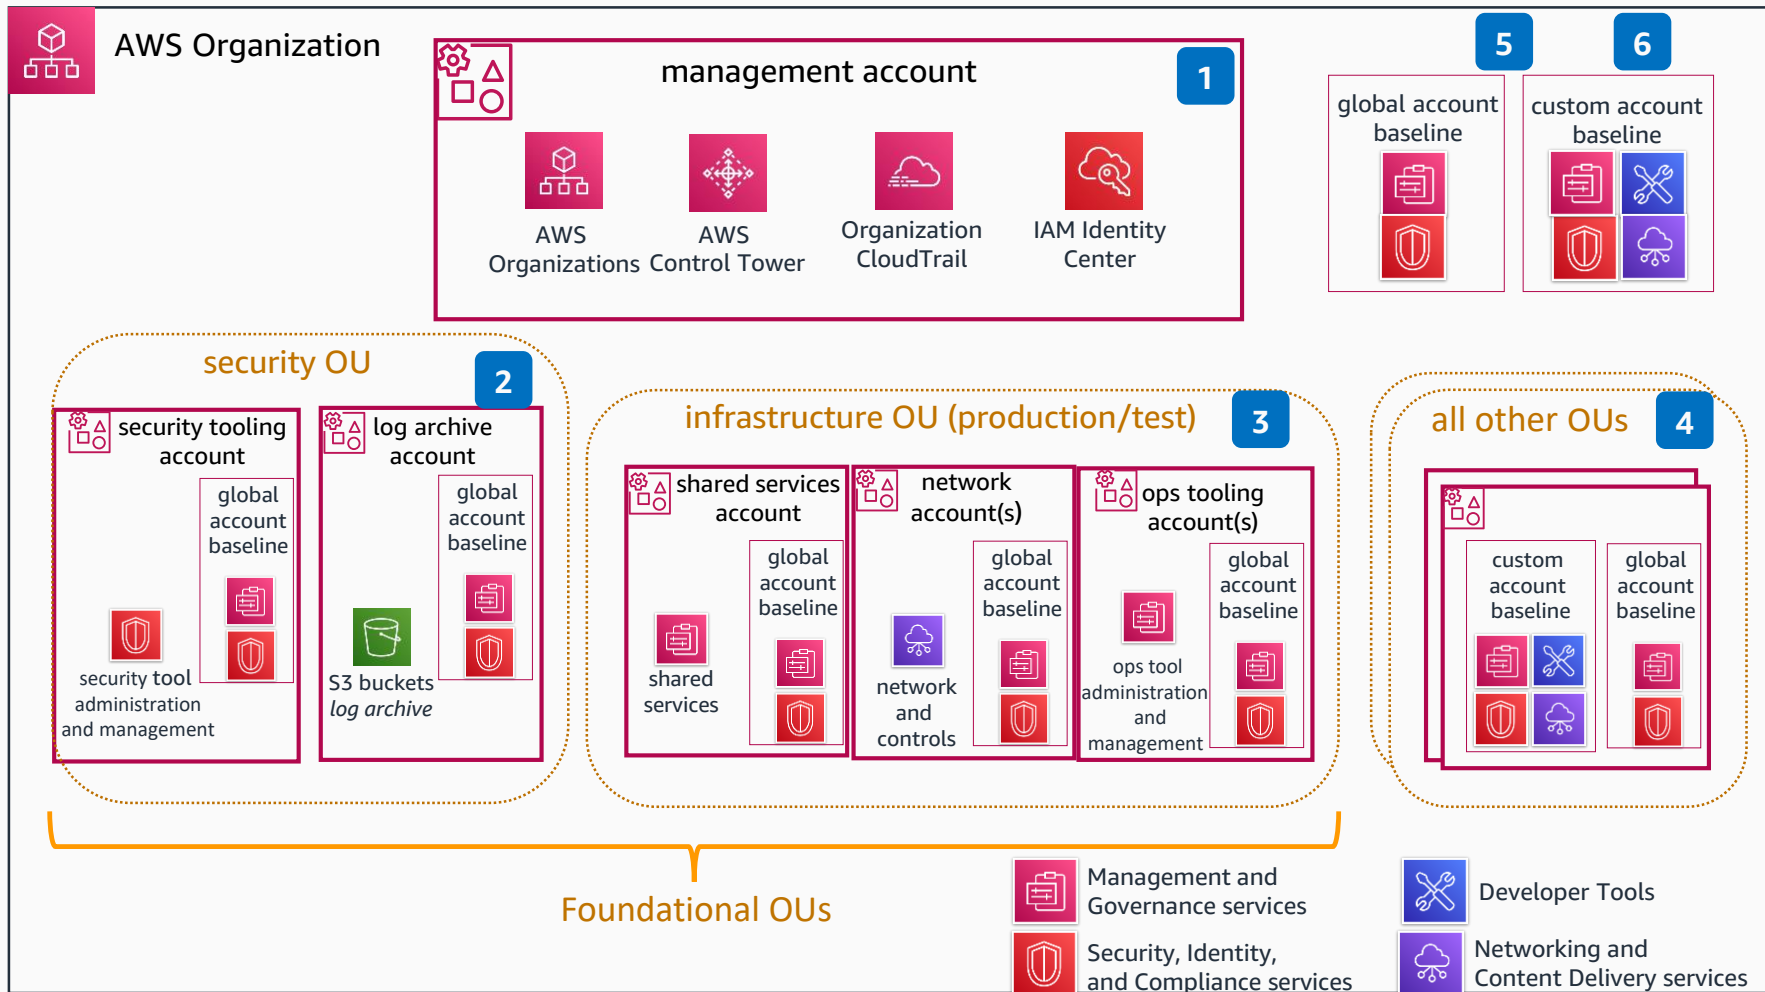 AWS Organization
management account
1
AWS
Organizations
AWS
Control Tower
Organization
CloudTrail
IAM Identity
Center
5
global account
baseline
6
custom account
baseline
security OU
2
security tooling
account
global
account
baseline
security tool
administration
and management
log archive
account
global
account
baseline
S3 buckets
log archive
infrastructure OU (production/test)
3
shared services
account
global
account
baseline
shared
services
network
account(s)
global
account
baseline
network
and
controls
ops tooling
account(s)
global
account
baseline
ops tool
administration
and
management
all other OUs
4
custom
account
baseline
global
account
baseline
Foundational OUs
Management and
Governance services
Security, Identity,
and Compliance services
Developer Tools
Networking and
Content Delivery services